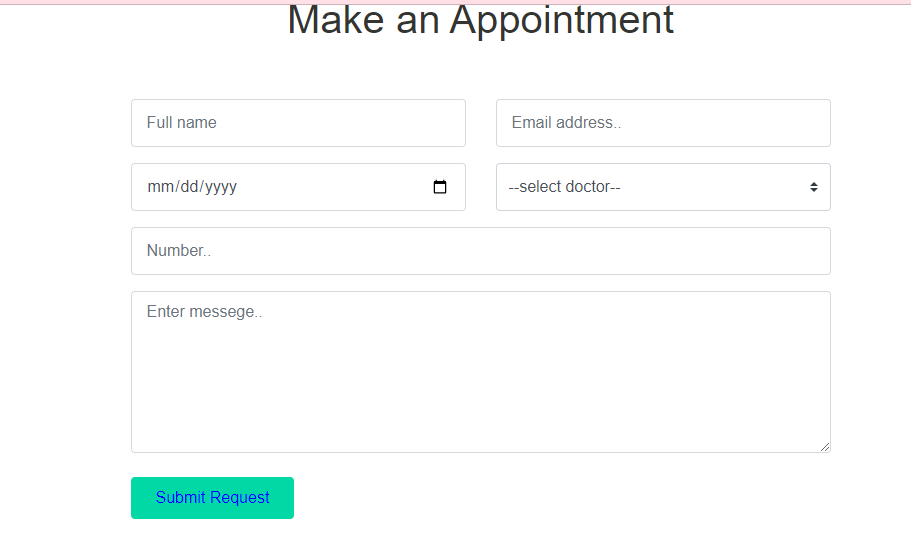 Make an Appointment
Full name
Email address..
mm/dd/yyyy
--select doctor--
Number..
Enter messege..
Submit Request